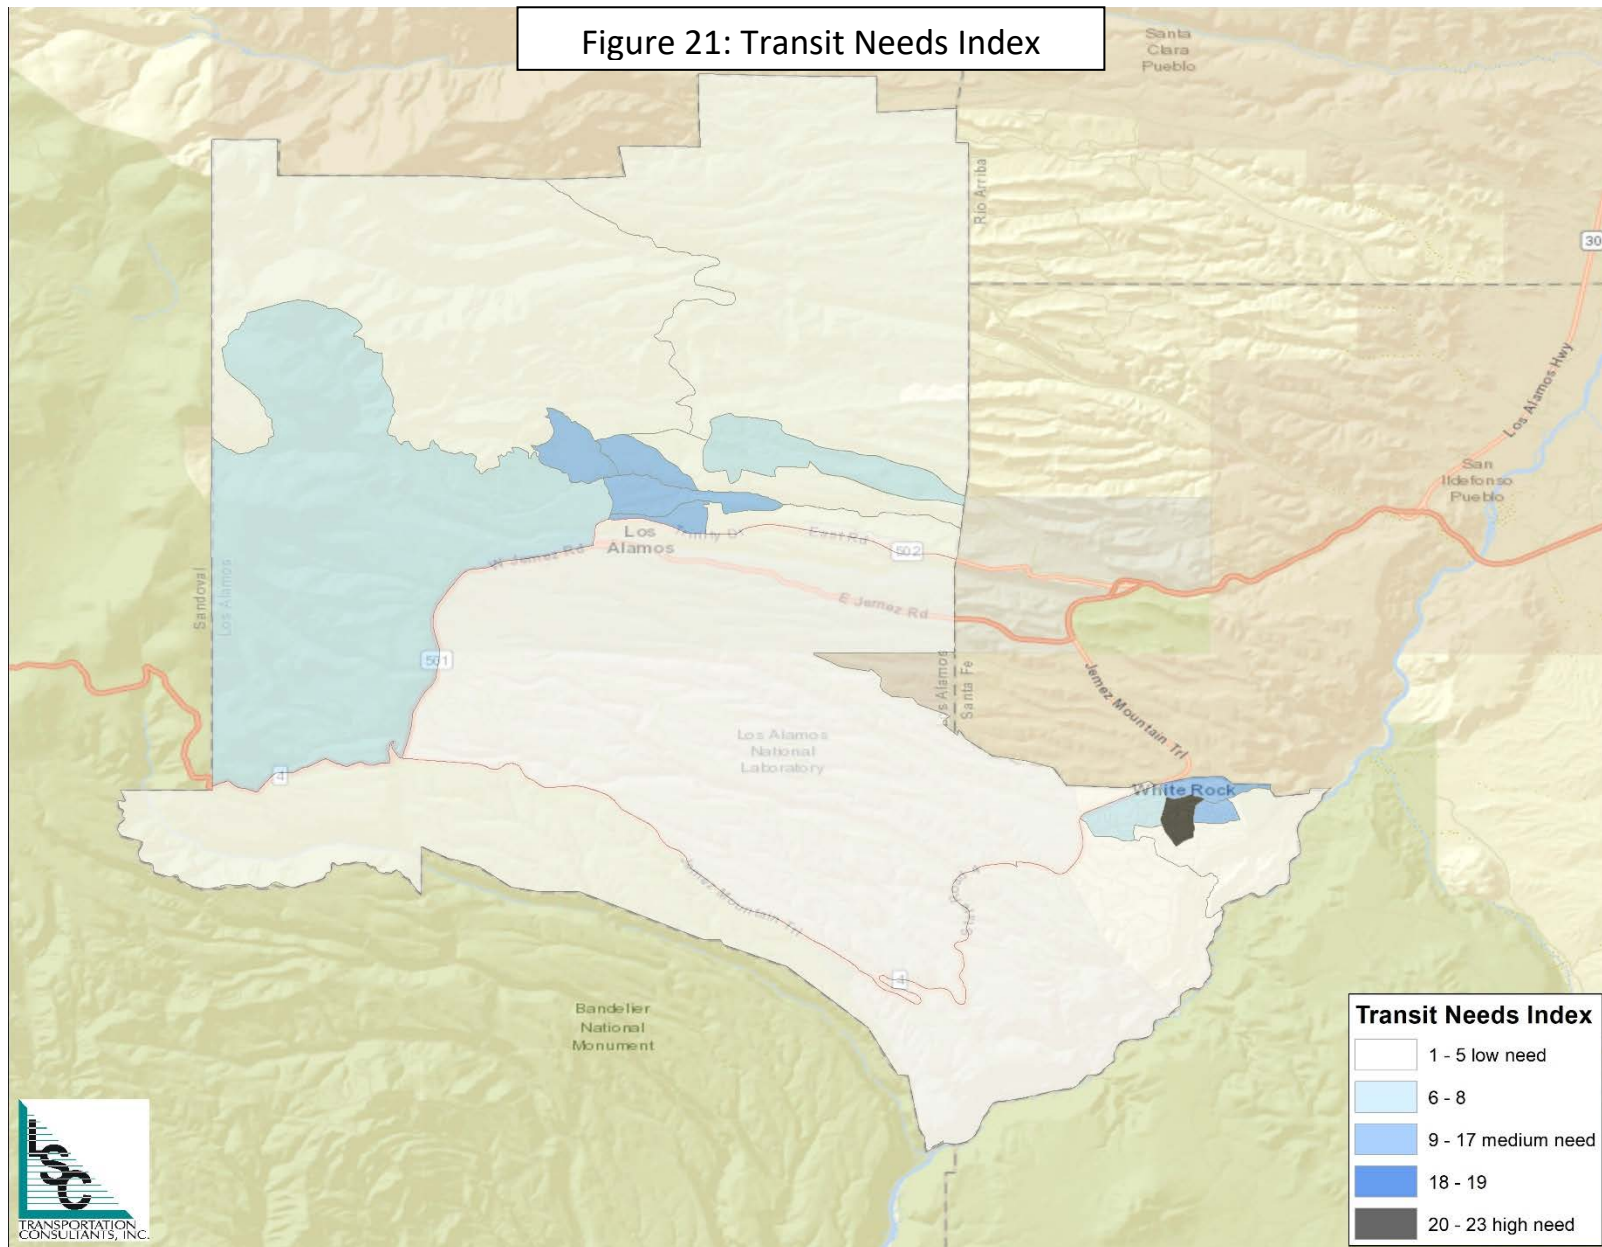 Figure 21: Transit Needs Index
Santa
Clara
Pueblo
Rio Arriba
30
Los Alamos Hwy
San
Ildefonso
Pueblo
Los
Alamos
Trinity Dr
East Rd
502
W Jemez Rd
E Jemez Rd
Sandoval
Los Alamos
501
Los Alamos
Santa Fe
Jemez Mountain Trl
Los Alamos
National
Laboratory
4
White Rock
Jemez Mountain Trl
4
Bandelier
National
Monument
Transit Needs Index
1 - 5 low need
6 - 8
9 - 17 medium need
18 - 19
20 - 23 high need
LSC
TRANSPORTATION
CONSULTANTS, INC.